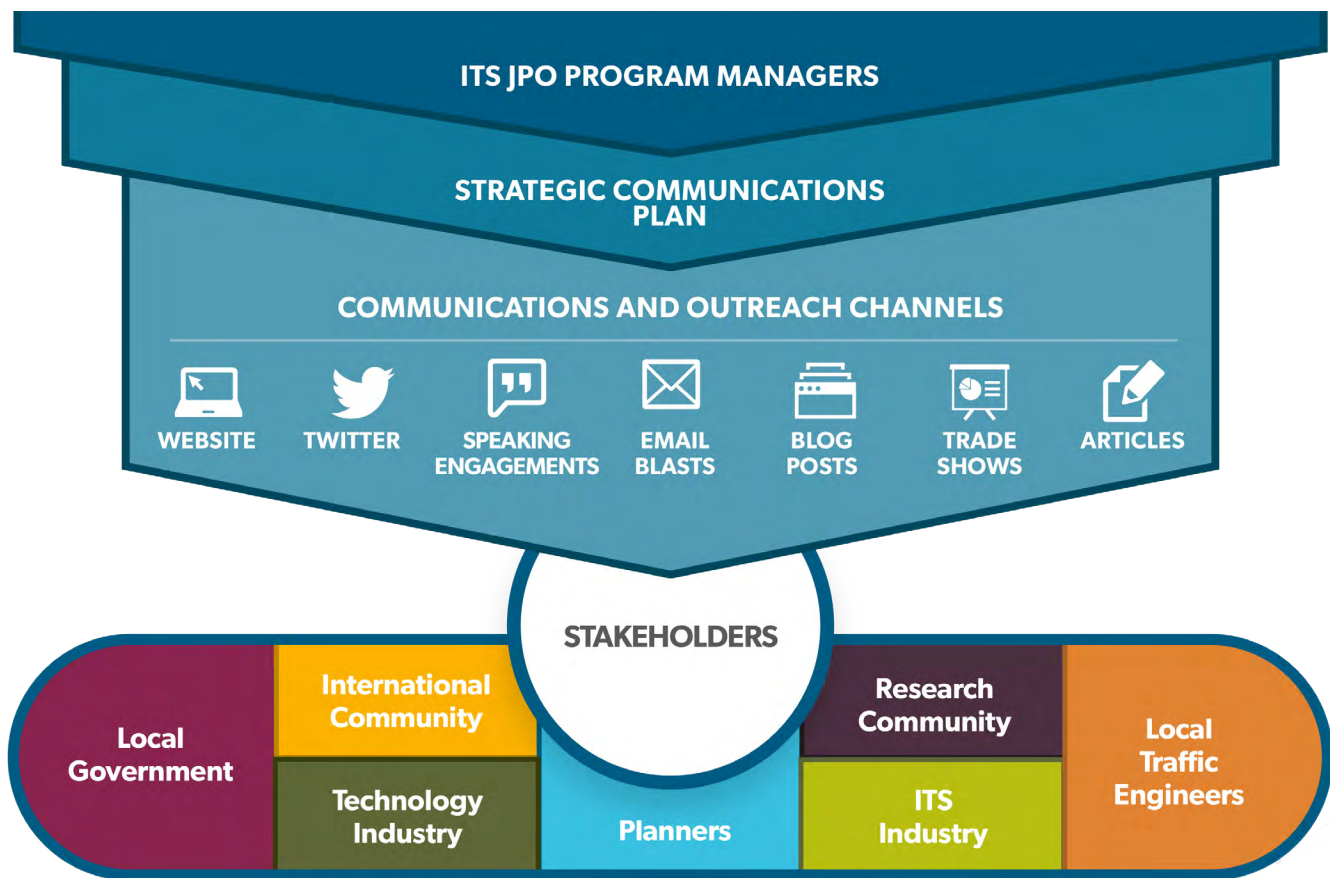 ITS JPO PROGRAM MANAGERS
STRATEGIC COMMUNICATIONS
PLAN
COMMUNICATIONS AND OUTREACH CHANNELS
WEBSITE
TWITTER
SPEAKING
ENGAGEMENTS
EMAIL
BLASTS
BLOG
POSTS
TRADE
SHOWS
ARTICLES
STAKEHOLDERS
Local
Government
International
Community
Technology
Industry
Planners
Research
Community
ITS
Industry
Local
Traffic
Engineers